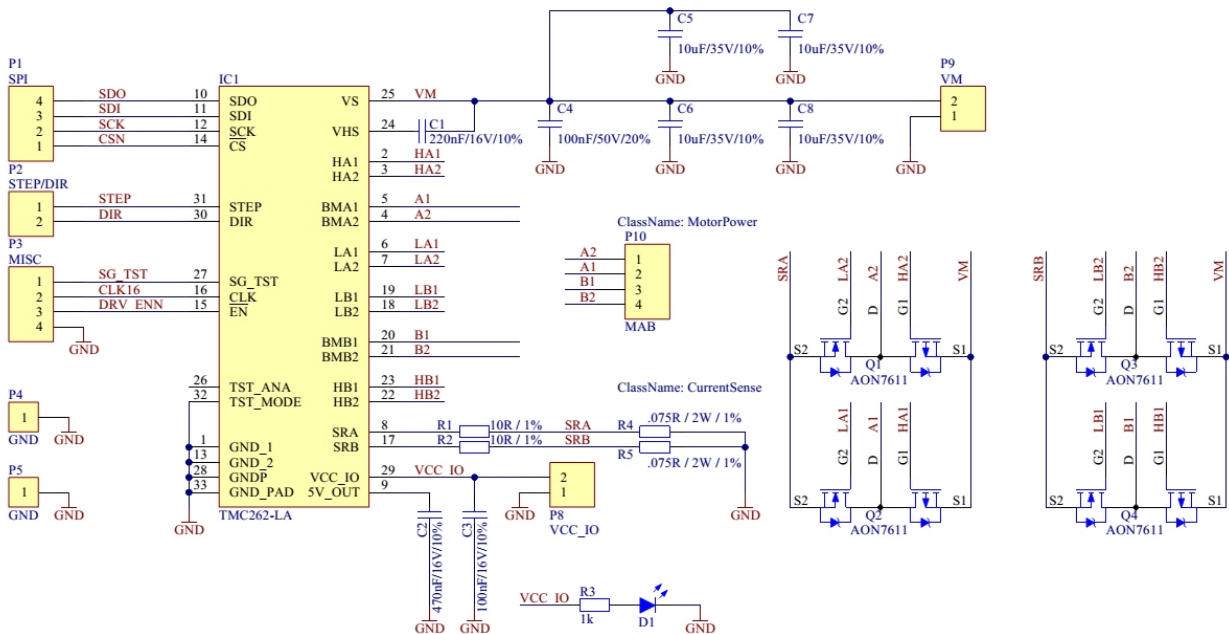 P1
SPI
4
3
2
1
SDO
SDI
SCK
CSN
10
11
12
14
P2
STEP/DIR
1
2
STEP
DIR
31
30
P3
MISC
1
2
3
4
SG_TST
CLK16
DRV_ENN
27
16
15
GND
P4
1
GND
GND
P5
1
GND
GND
26
32
1
13
28
33
GND
IC1
SDO
SDI
SCK
CS
STEP
DIR
SG_TST
CLK
EN
TST_ANA
TST_MODE
GND_1
GND_2
GNDP
GND_PAD
VS
VHS
HA1
HA2
BMA1
BMA2
LA1
LA2
LB1
LB2
BMB1
BMB2
HB1
HB2
SRA
SRB
VCC_IO
5V_OUT
TMC262-LA
25
VM
24
C1
220nF/16V/10%
2
HA1
3
HA2
5
A1
4
A2
6
LA1
7
LA2
19
LB1
18
LB2
20
B1
21
B2
23
HB1
22
HB2
8
R1
10R / 1%
SRA
R4
.075R / 2W / 1%
17
R2
10R / 1%
SRB
R5
.075R / 2W / 1%
GND
29
VCC_IO
9
2
1
GND
P8
VCC_IO
C2
470nF/16V/10%
GND
C3
100nF/16V/10%
GND
VCC_IO
R3
1k
D1
GND
C5
10uF/35V/10%
GND
C7
10uF/35V/10%
GND
C4
100nF/50V/20%
GND
C6
10uF/35V/10%
GND
C8
10uF/35V/10%
GND
P9
VM
2
1
GND
ClassName: MotorPower
P10
A2
A1
B1
B2
1
2
3
4
MAB
ClassName: CurrentSense
SRA
LA2
A2
HA2
VM
G2
D
G1
S2
S1
Q1
AON7611
LA1
A1
HA1
G2
D
G1
S2
S1
Q2
AON7611
SRB
LB2
B2
HB2
VM
G2
D
G1
S2
S1
Q3
AON7611
LB1
B1
HB1
G2
D
G1
S2
S1
Q4
AON7611